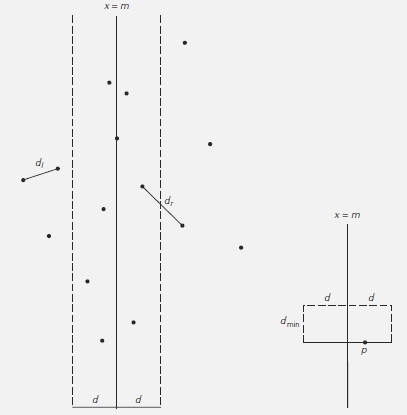 x = m
d_l
d_r
d d
x = m
d d
d_min
p